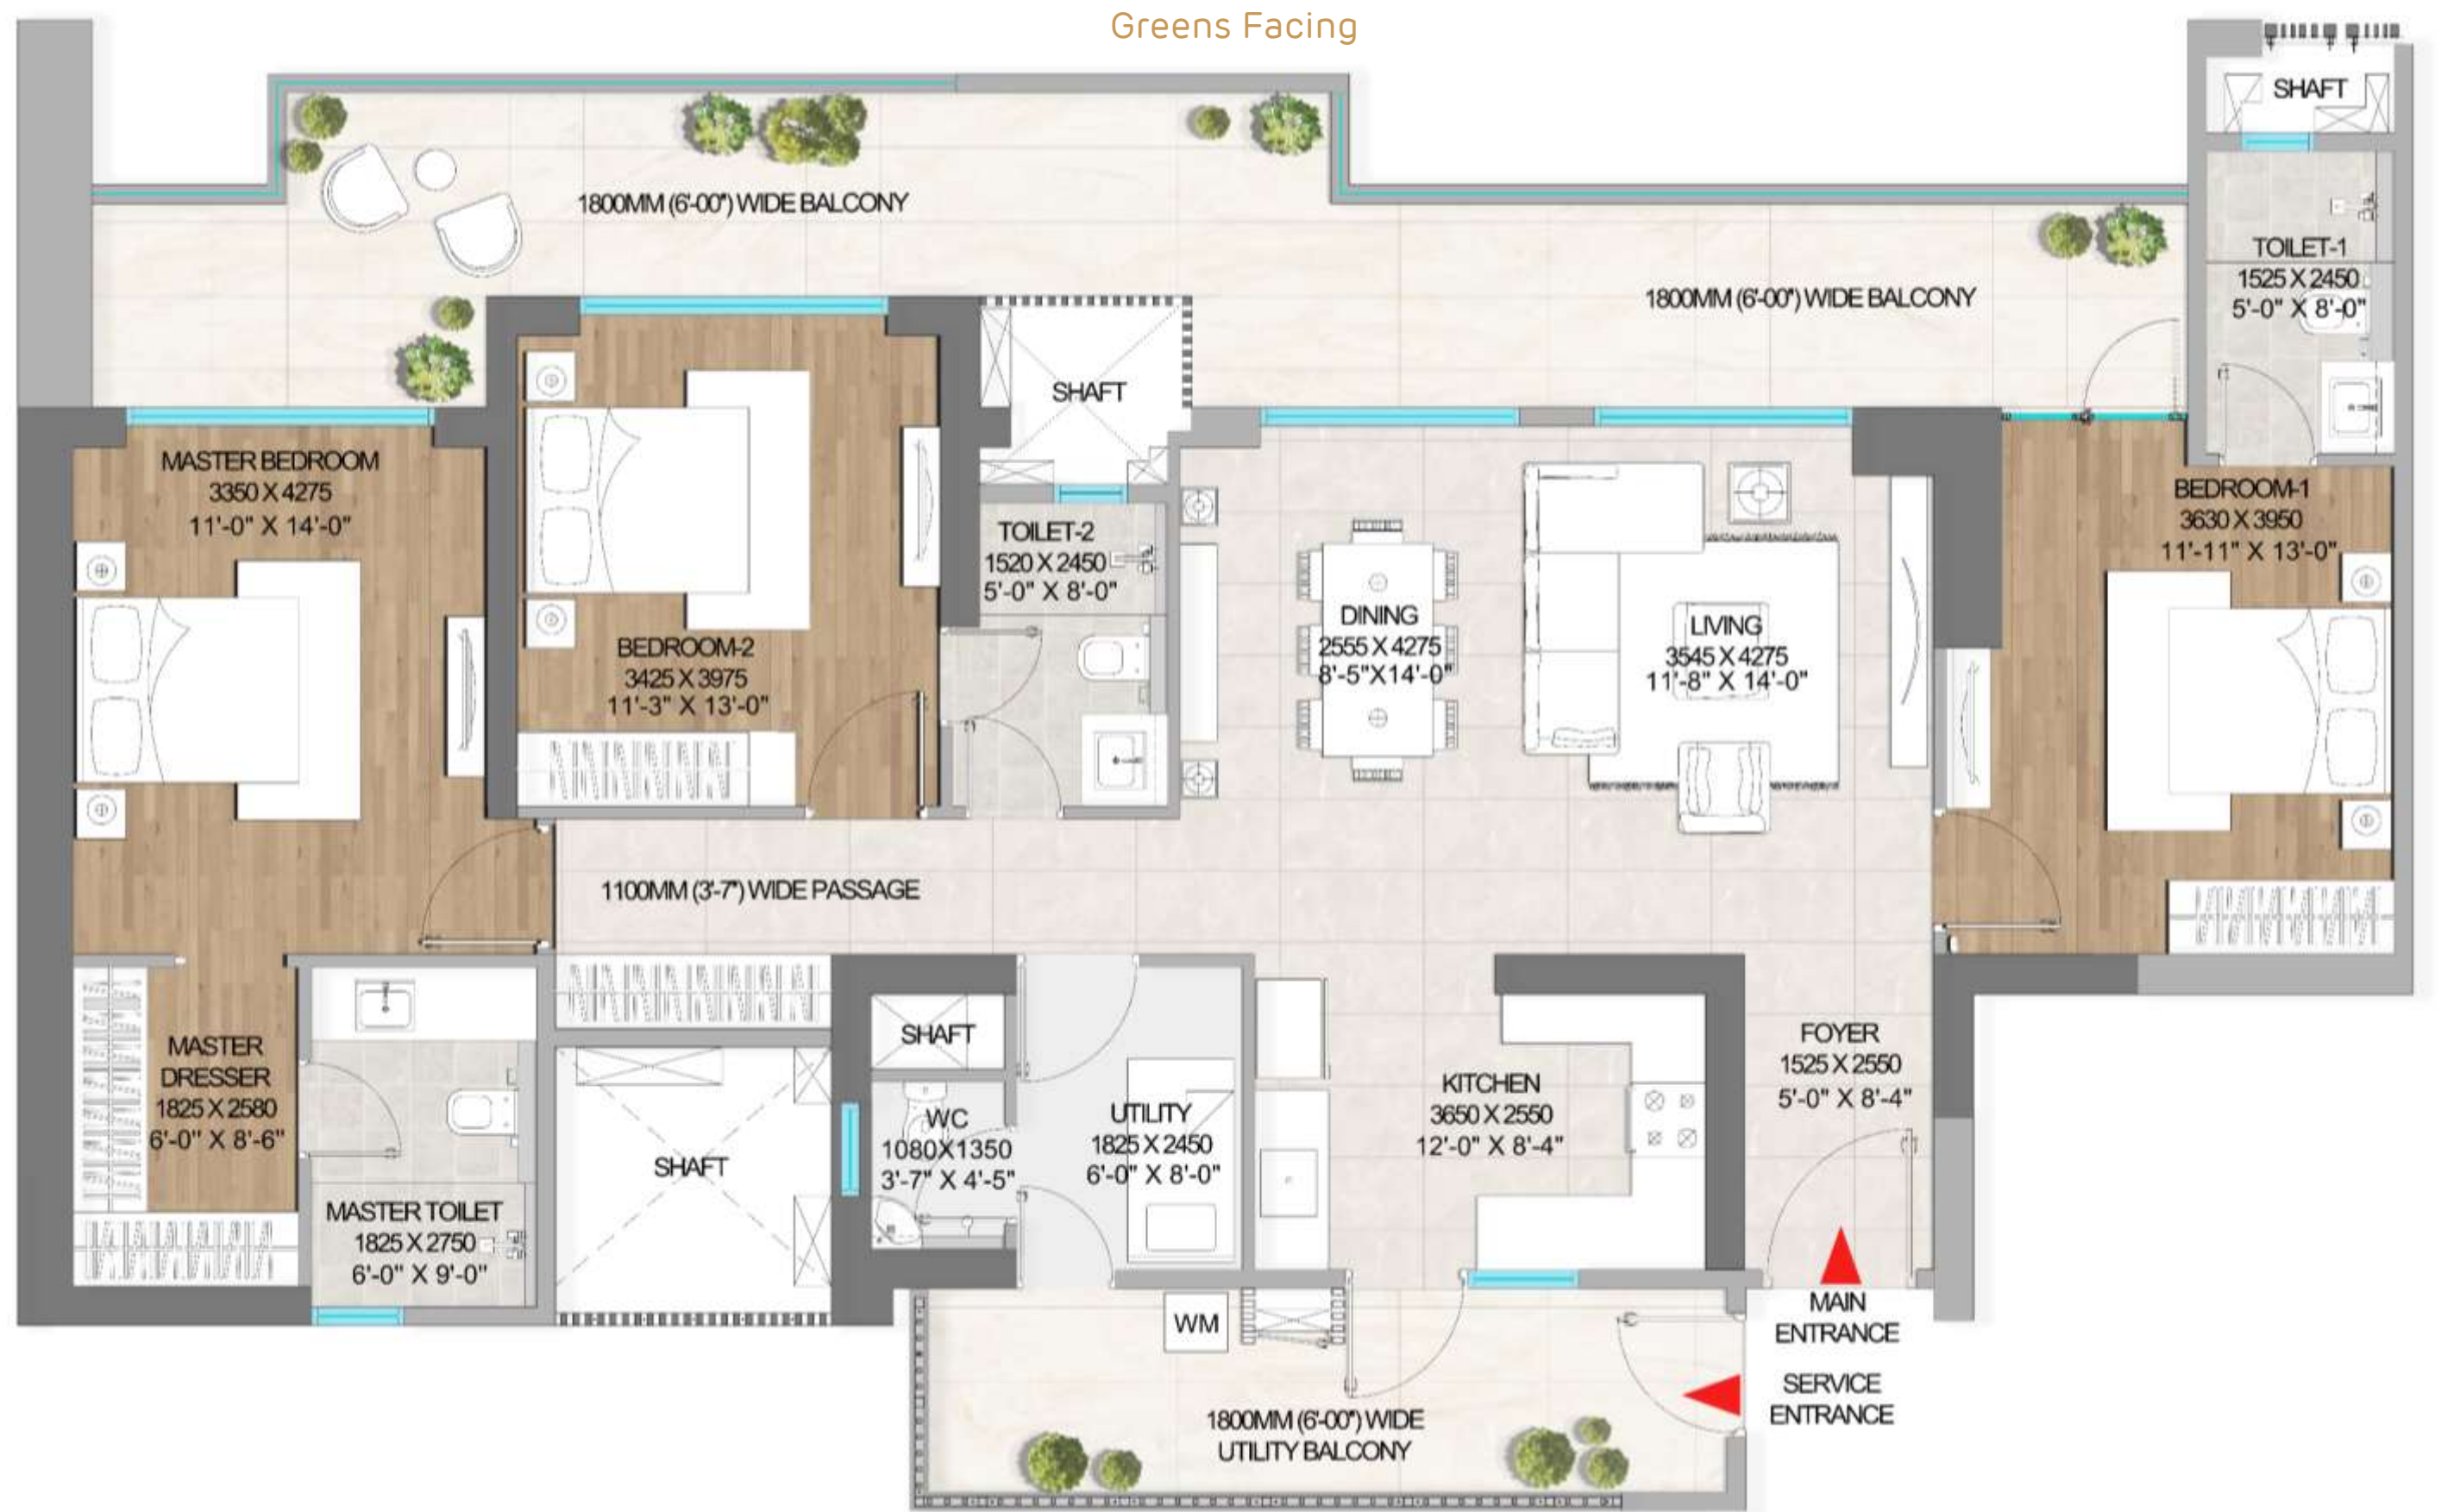 Greens Facing
SHAFT
1800MM (6'-00") WIDE BALCONY
TOILET-1
1525 X 2450
5'-0" X 8'-0"
1800MM (6'-00") WIDE BALCONY
SHAFT
MASTER BEDROOM
3350 X 4275
11'-0" X 14'-0"
BEDROOM-1
3630 X 3950
11'-11" X 13'-0"
TOILET-2
1520 X 2450
5'-0" X 8'-0"
DINING
2555 X 4275
8'-5"X14'-0"
LIVING
3545 X 4275
11'-8" X 14'-0"
BEDROOM-2
3425 X 3975
11'-3" X 13'-0"
1100MM (3'-7") WIDE PASSAGE
SHAFT
MASTER
DRESSER
1825 X 2580
6'-0" X 8'-6"
FOYER
1525 X 2550
5'-0" X 8'-4"
KITCHEN
3650 X 2550
12'-0" X 8'-4"
WC
1080X1350
3'-7" X 4'-5"
UTILITY
1825 X 2450
6'-0" X 8'-0"
SHAFT
MASTER TOILET
1825 X 2750
6'-0" X 9'-0"
WM
MAIN
ENTRANCE
SERVICE
ENTRANCE
1800MM (6'-00") WIDE
UTILITY BALCONY